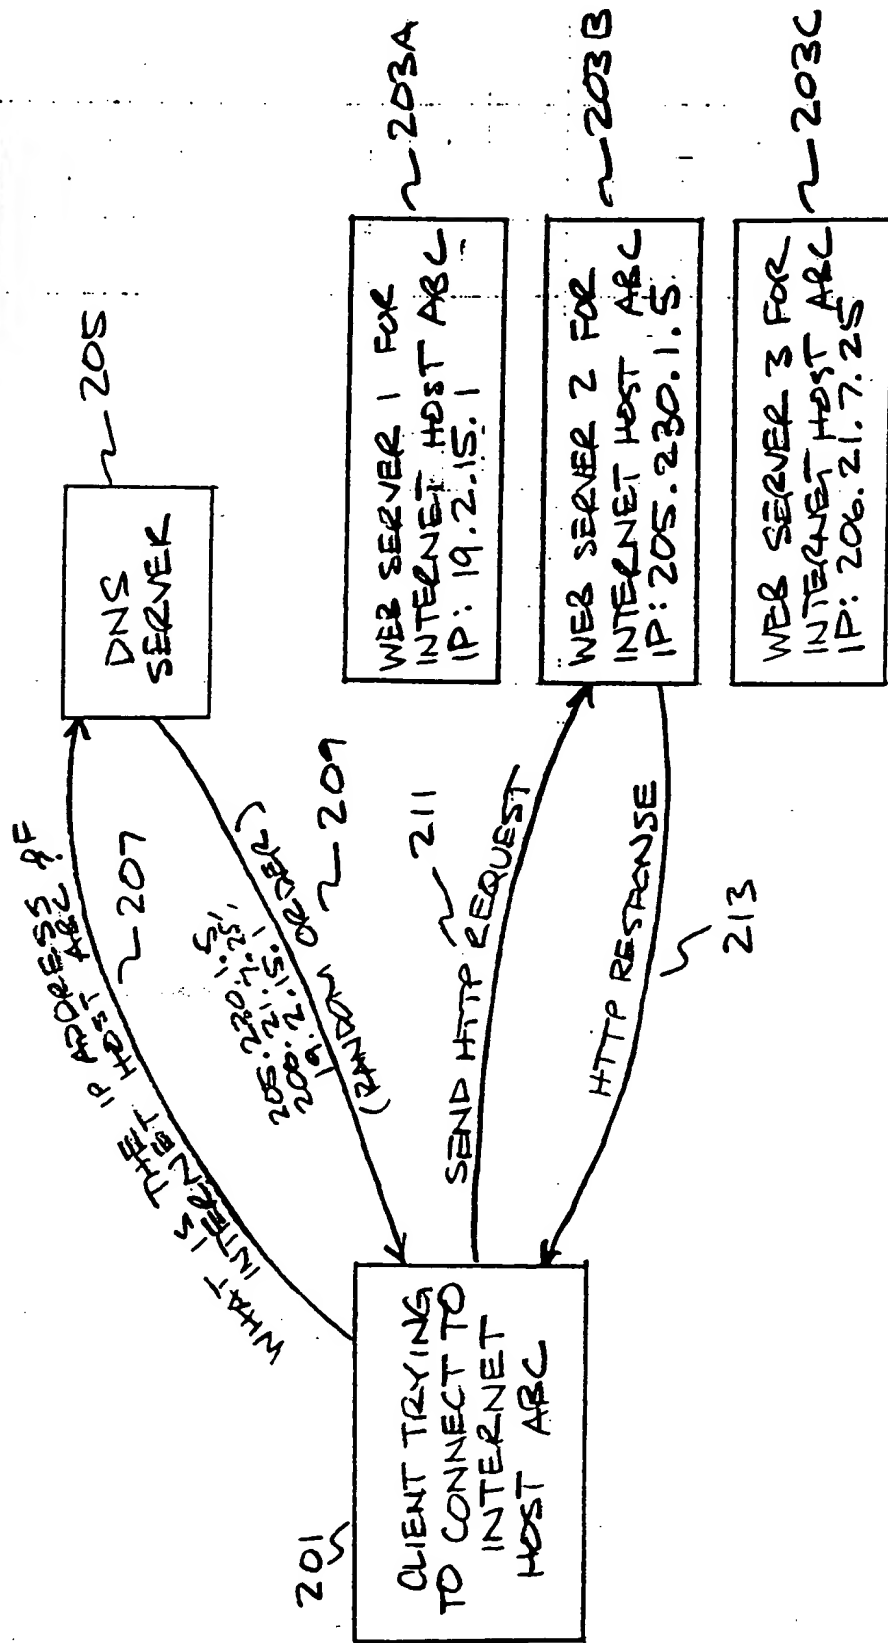 WHAT IS THE IP ADDRESS OF
INTERNET HOST ABC?
207
DNS
SERVER
205
205.230.1.5,
206.21.7.25,
19.2.15.1
(RANDOM ORDER)
209
201
CLIENT TRYING
TO CONNECT TO
INTERNET
HOST ABC
SEND HTTP REQUEST
211
HTTP RESPONSE
213
WEB SERVER 1 FOR
INTERNET HOST ABC
IP: 19.2.15.1
203A
WEB SERVER 2 FOR
INTERNET HOST ABC
IP: 205.230.1.5
203B
WEB SERVER 3 FOR
INTERNET HOST ABC
IP: 206.21.7.25
203C